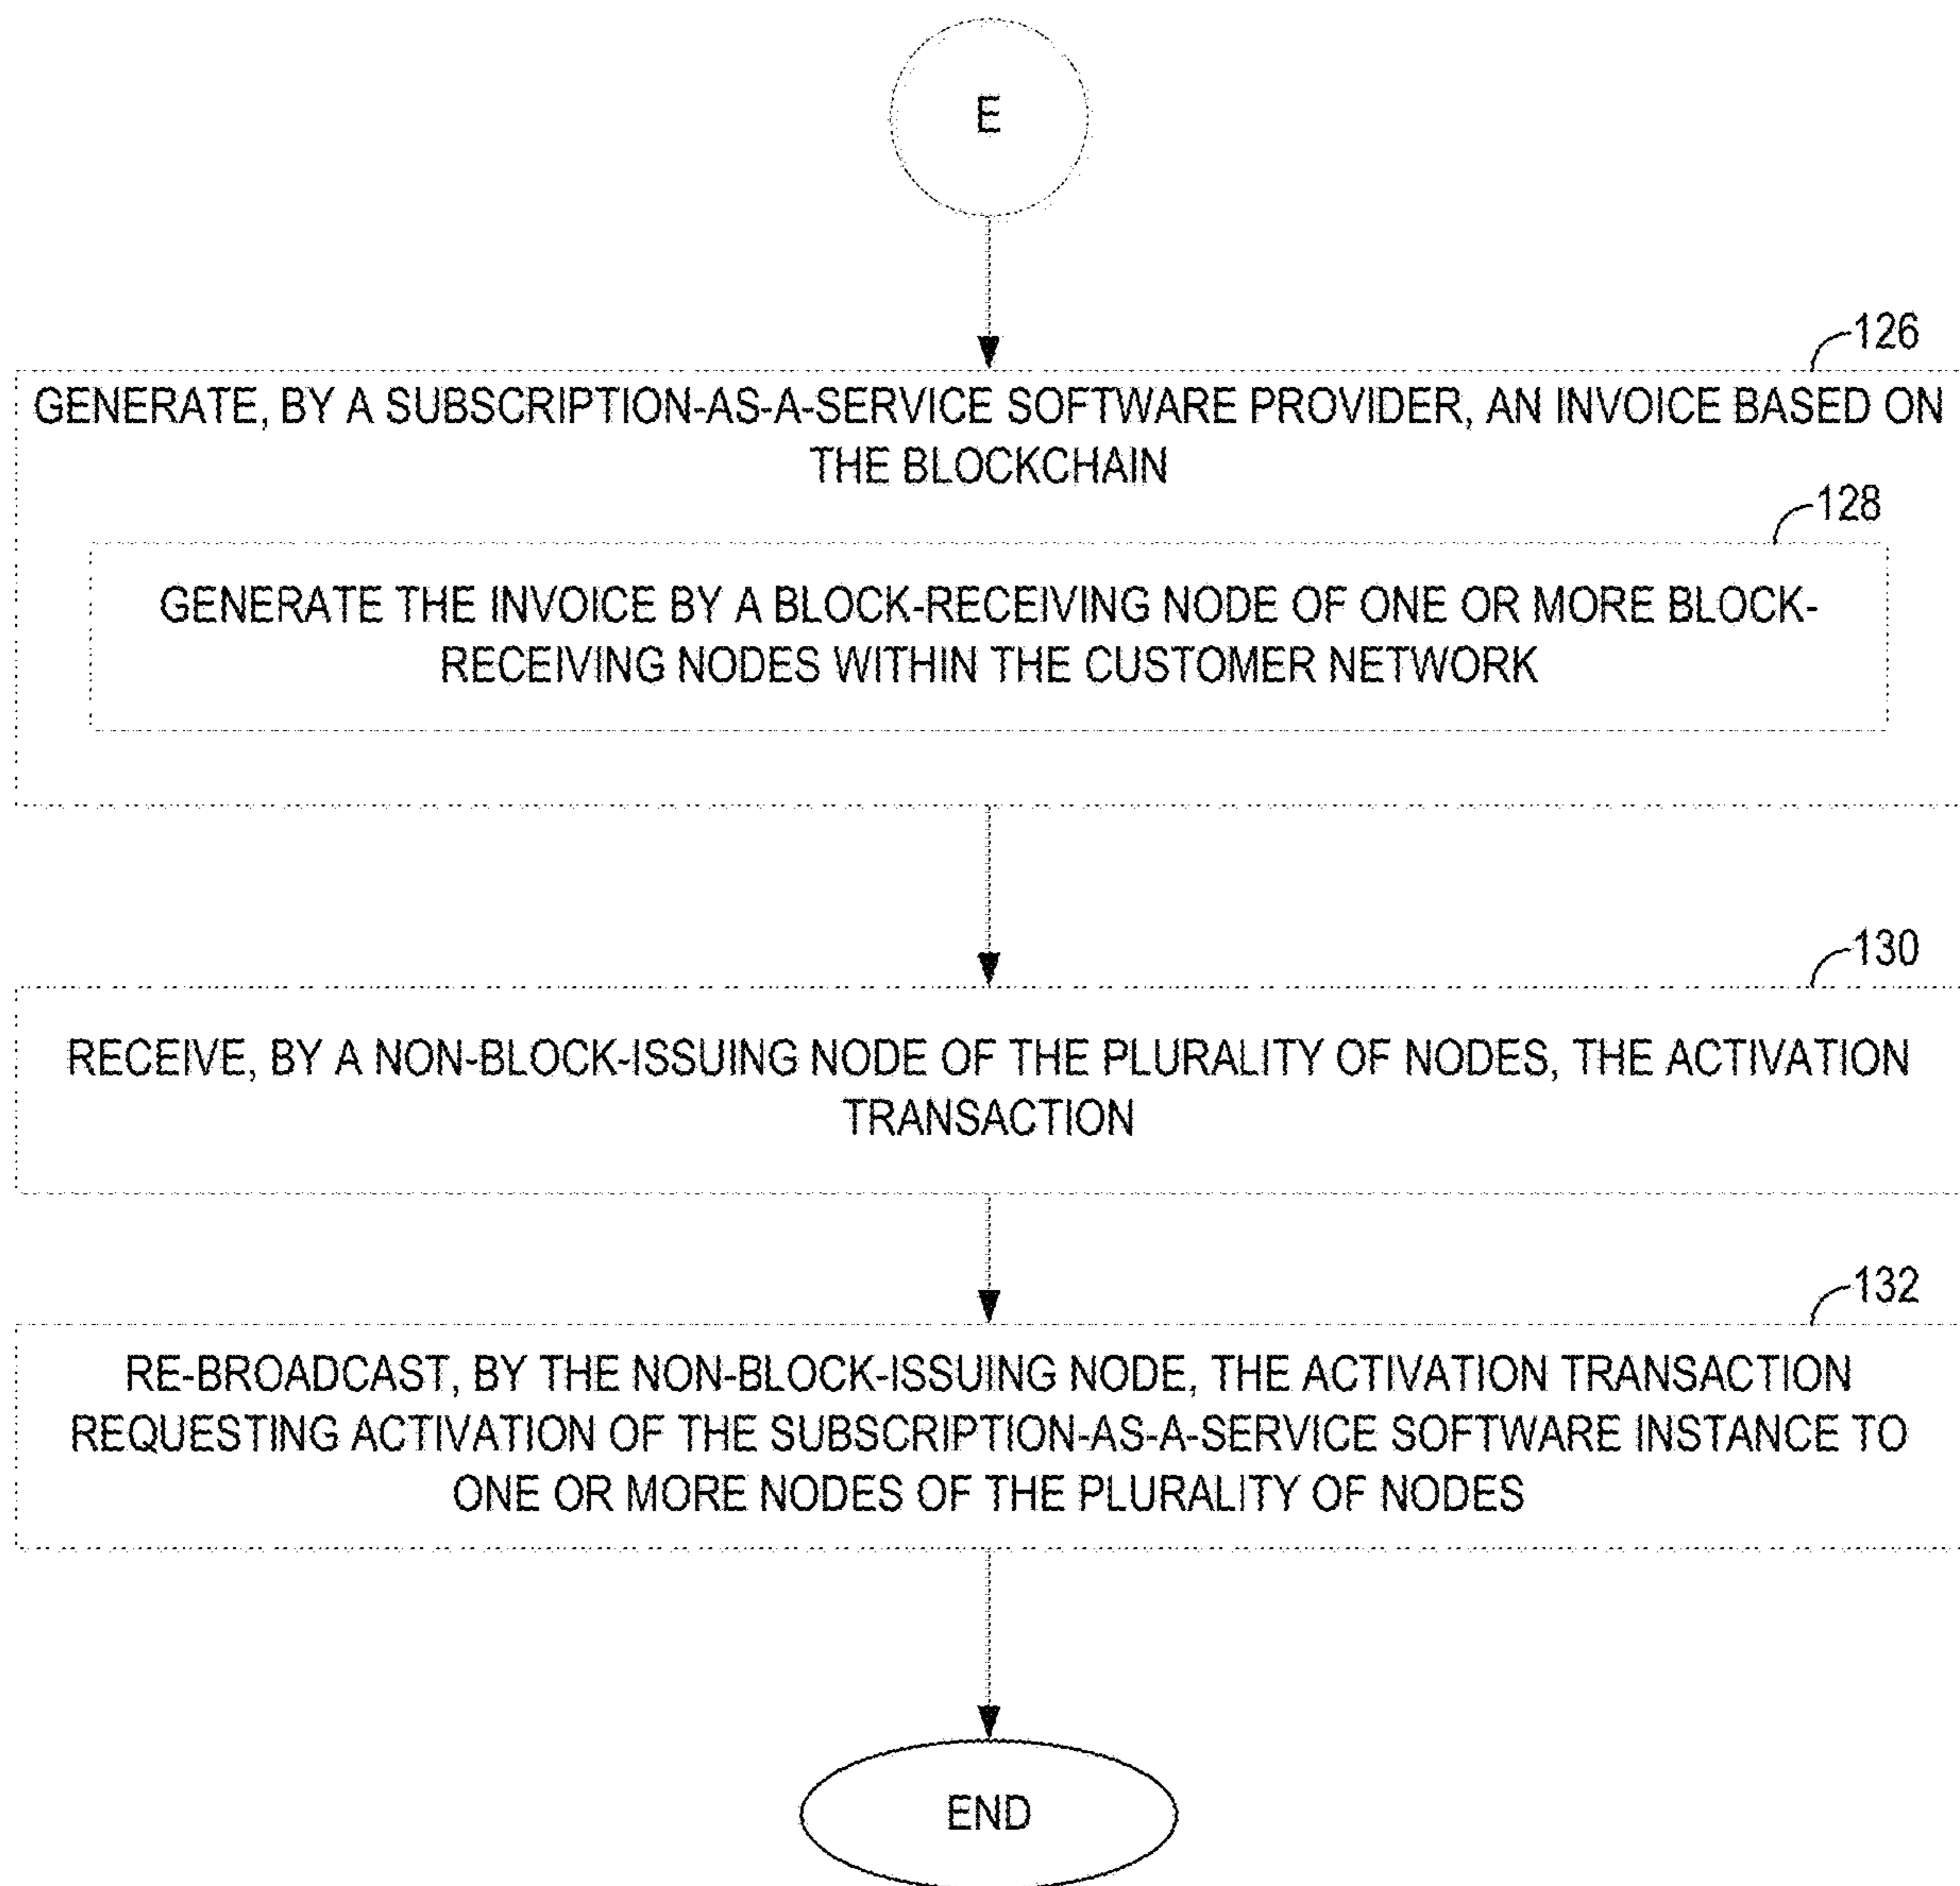 E
126
GENERATE, BY A SUBSCRIPTION-AS-A-SERVICE SOFTWARE PROVIDER, AN INVOICE BASED ON
THE BLOCKCHAIN
128
GENERATE THE INVOICE BY A BLOCK-RECEIVING NODE OF ONE OR MORE BLOCK-
RECEIVING NODES WITHIN THE CUSTOMER NETWORK
130
RECEIVE, BY A NON-BLOCK-ISSUING NODE OF THE PLURALITY OF NODES, THE ACTIVATION
TRANSACTION
132
RE-BROADCAST, BY THE NON-BLOCK-ISSUING NODE, THE ACTIVATION TRANSACTION
REQUESTING ACTIVATION OF THE SUBSCRIPTION-AS-A-SERVICE SOFTWARE INSTANCE TO
ONE OR MORE NODES OF THE PLURALITY OF NODES
END